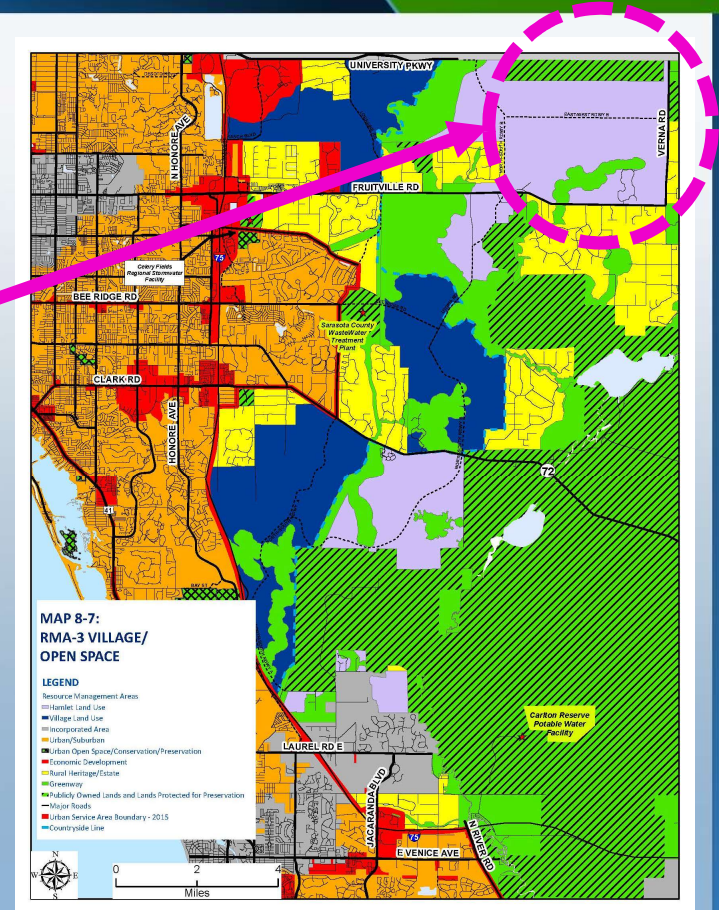 UNIVERSITY PKWY
N HONORE AVE
VERNA RD
FRUITVILLE RD
Celery Fields
Regional Stormwater
Facility
75
BEE RIDGE RD
Sarasota County
WasteWater
Treatment
Plant
CLARK RD
HONORE AVE
72
41
BAY ST
MAP 8-7:
RMA-3 VILLAGE/
OPEN SPACE
LEGEND
Resource Management Areas
Hamlet Land Use
Village Land Use
Incorporated Area
Urban/Suburban
Urban Open Space/Conservation/Preservation
Economic Development
Rural Heritage/Estate
Greenway
Publicly Owned Lands and Lands Protected for Preservation
Major Roads
Urban Service Area Boundary - 2015
Countryside Line
Carlton Reserve
Potable Water
Facility
LAUREL RD E
JACARANDA BLVD
75
N RIVER RD
E VENICE AVE
N
W
E
S
0
2
4
Miles